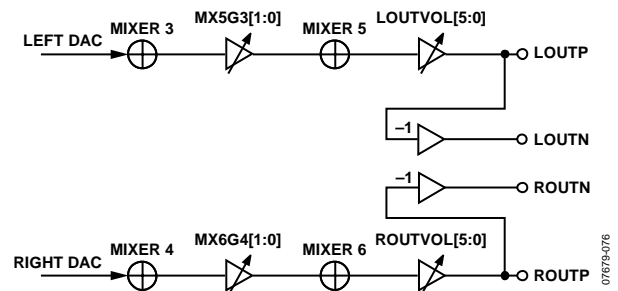 MIXER 3 MX5G3[1:0] MIXER 5 LOUTVOL[5:0]
LEFT DAC LOUTP
–1
LOUTN
–1
ROUTN
MIXER 4 MX6G4[1:0] MIXER 6 ROUTVOL[5:0]
RIGHT DAC ROUTP
07679-076